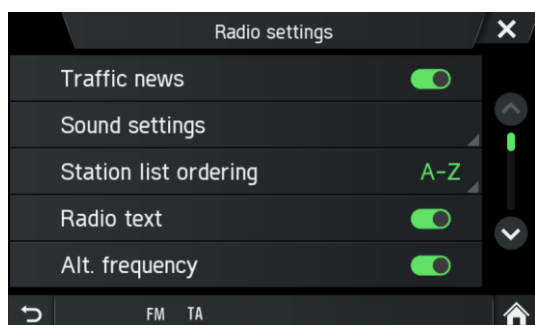 Radio settings
Traffic news
Sound settings
Station list ordering A-Z
Radio text
Alt. frequency
FM TA